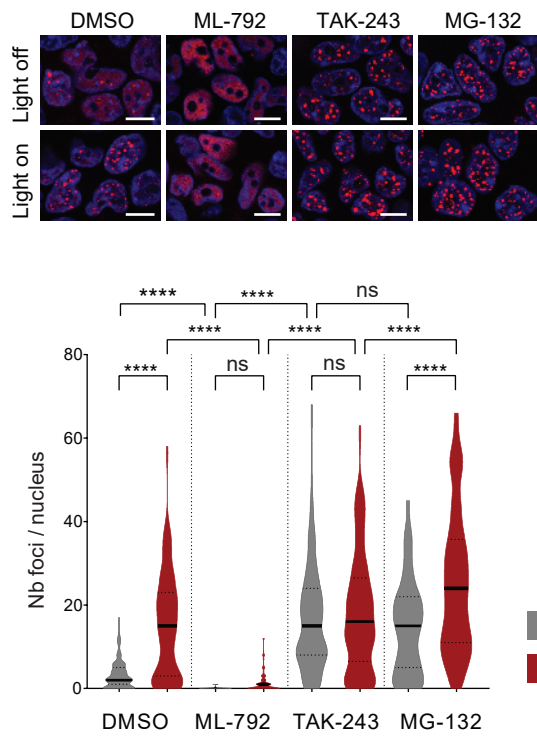 DMSO ML-792 TAK-243 MG-132
Light off
Light on
**** **** ns
**** **** ****
**** ns ns ****
Nb foci / nucleus
80
60
40
20
0
DMSO ML-792 TAK-243 MG-132